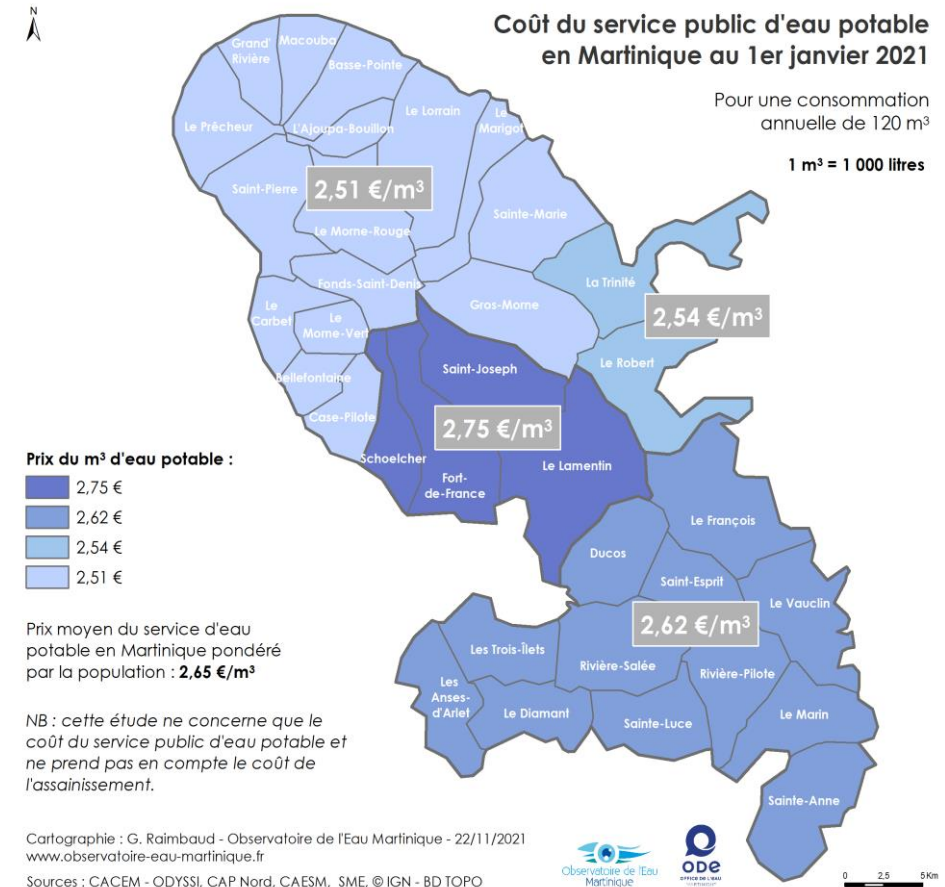 N
Coût du service public d'eau potable
en Martinique au 1er janvier 2021
Pour une consommation
annuelle de 120 m³
1 m³ = 1 000 litres
Grand'
Rivière
Macouba
Basse-Pointe
Le Prêcheur
L'Ajoupa-Bouillon
Le Lorrain
Le
Marigot
Saint-Pierre
2,51 €/m³
Sainte-Marie
Le Morne-Rouge
Fonds-Saint-Denis
Gros-Morne
La Trinité
2,54 €/m³
Le
Carbet
Le
Morne-Vert
Le Robert
Bellefontaine
Saint-Joseph
Case-Pilote
2,75 €/m³
Schoelcher
Fort-
de-France
Le Lamentin
Prix du m³ d'eau potable :
2,75 €
2,62 €
2,54 €
2,51 €
Le François
Ducos
Saint-Esprit
Le Vauclin
2,62 €/m³
Les Trois-Îlets
Rivière-Salée
Rivière-Pilote
Les
Anses-
d'Arlet
Le Diamant
Sainte-Luce
Le Marin
Sainte-Anne
Prix moyen du service d'eau
potable en Martinique pondéré
par la population : 2,65 €/m³
NB : cette étude ne concerne que le
coût du service public d'eau potable et
ne prend pas en compte le coût de
l'assainissement.
Cartographie : G. Raimbaud - Observatoire de l'Eau Martinique - 22/11/2021
www.observatoire-eau-martinique.fr
Sources : CACEM - ODYSSI, CAP Nord, CAESM, SME, © IGN - BD TOPO
Observatoire de l'Eau
Martinique
ODE
OFFICE DE L'EAU
0 2,5 5 Km